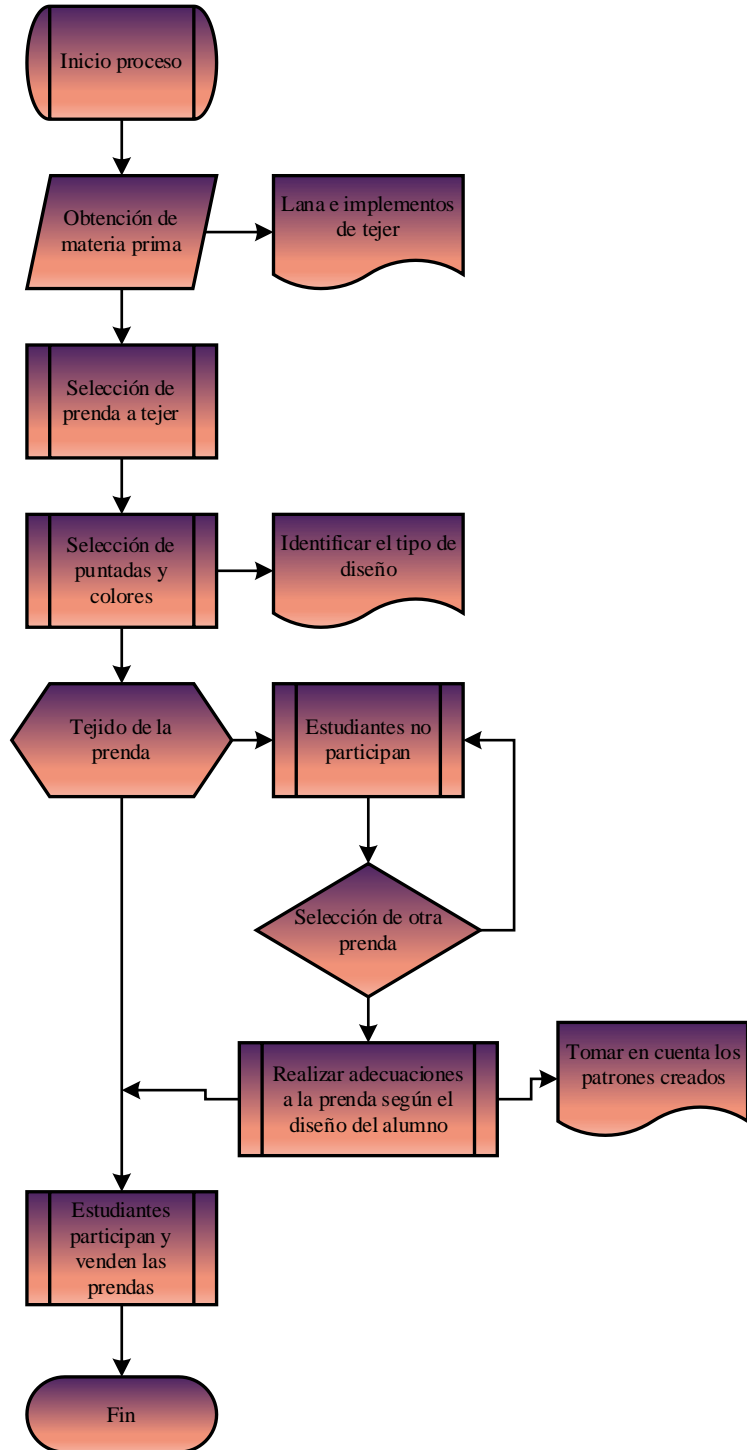 Inicio proceso
Obtención de
materia prima
Lana e implementos
de tejer
Selección de
prenda a tejer
Selección de
puntadas y
colores
Identificar el tipo de
diseño
Tejido de la
prenda
Estudiantes no
participan
Selección de otra
prenda
Realizar adecuaciones
a la prenda según el
diseño del alumno
Tomar en cuenta los
patrones creados
Estudiantes
participan y
venden las
prendas
Fin